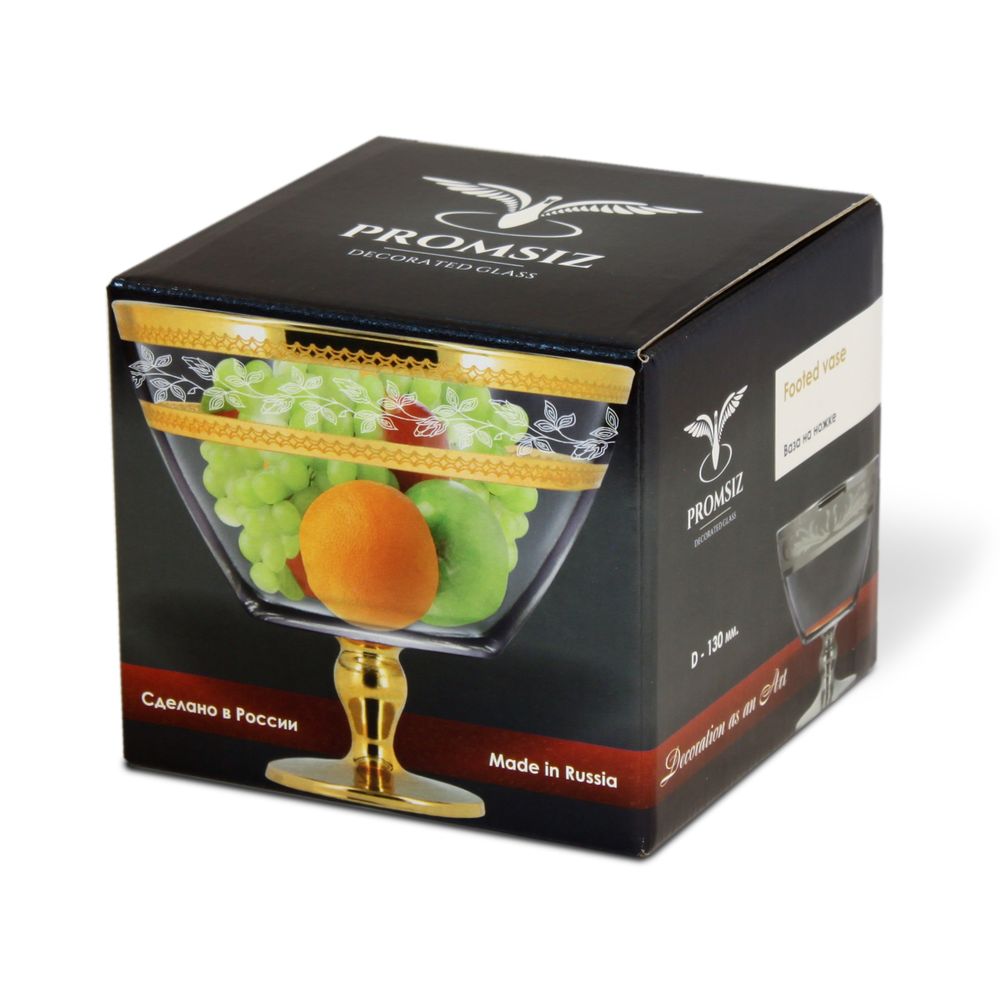 PROMSIZ
DECORATED GLASS
Сделано в России
Made in Russia
Footed vase
Ваза на ножке
PROMSIZ
DECORATED GLASS
D - 130 мм.
Decoration as an Art